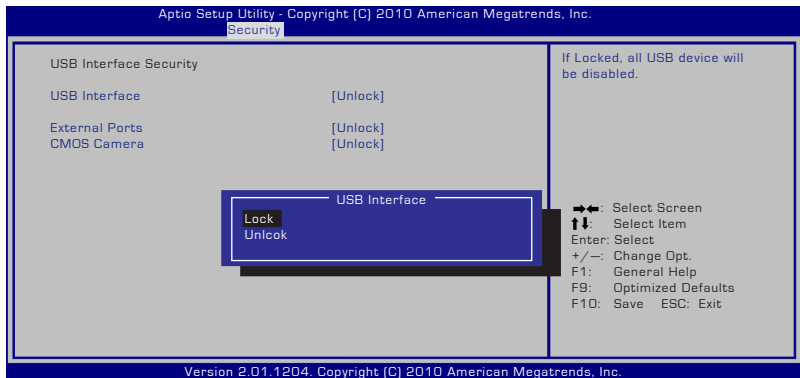 Aptio Setup Utility - Copyright (C) 2010 American Megatrends, Inc.
Security
USB Interface Security
USB Interface [Unlock]
External Ports [Unlock]
CMOS Camera [Unlock]
If Locked, all USB device will
be disabled.
USB Interface
Lock
Unlcok
→←: Select Screen
↑↓: Select Item
Enter: Select
+/—: Change Opt.
F1: General Help
F9: Optimized Defaults
F10: Save ESC: Exit
Version 2.01.1204. Copyright (C) 2010 American Megatrends, Inc.